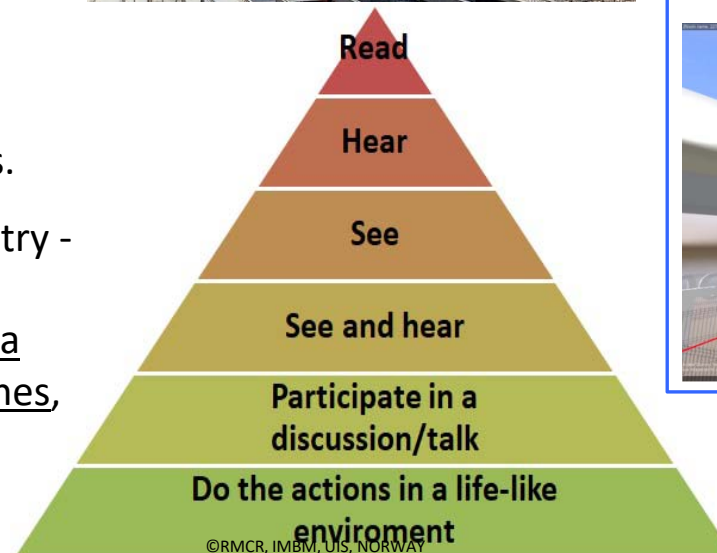 s.
try -
a
nes,
Read
Hear
See
See and hear
Participate in a
discussion/talk
Do the actions in a life-like
enviroment
©RMCR, IMBM, UIS, NORWAY